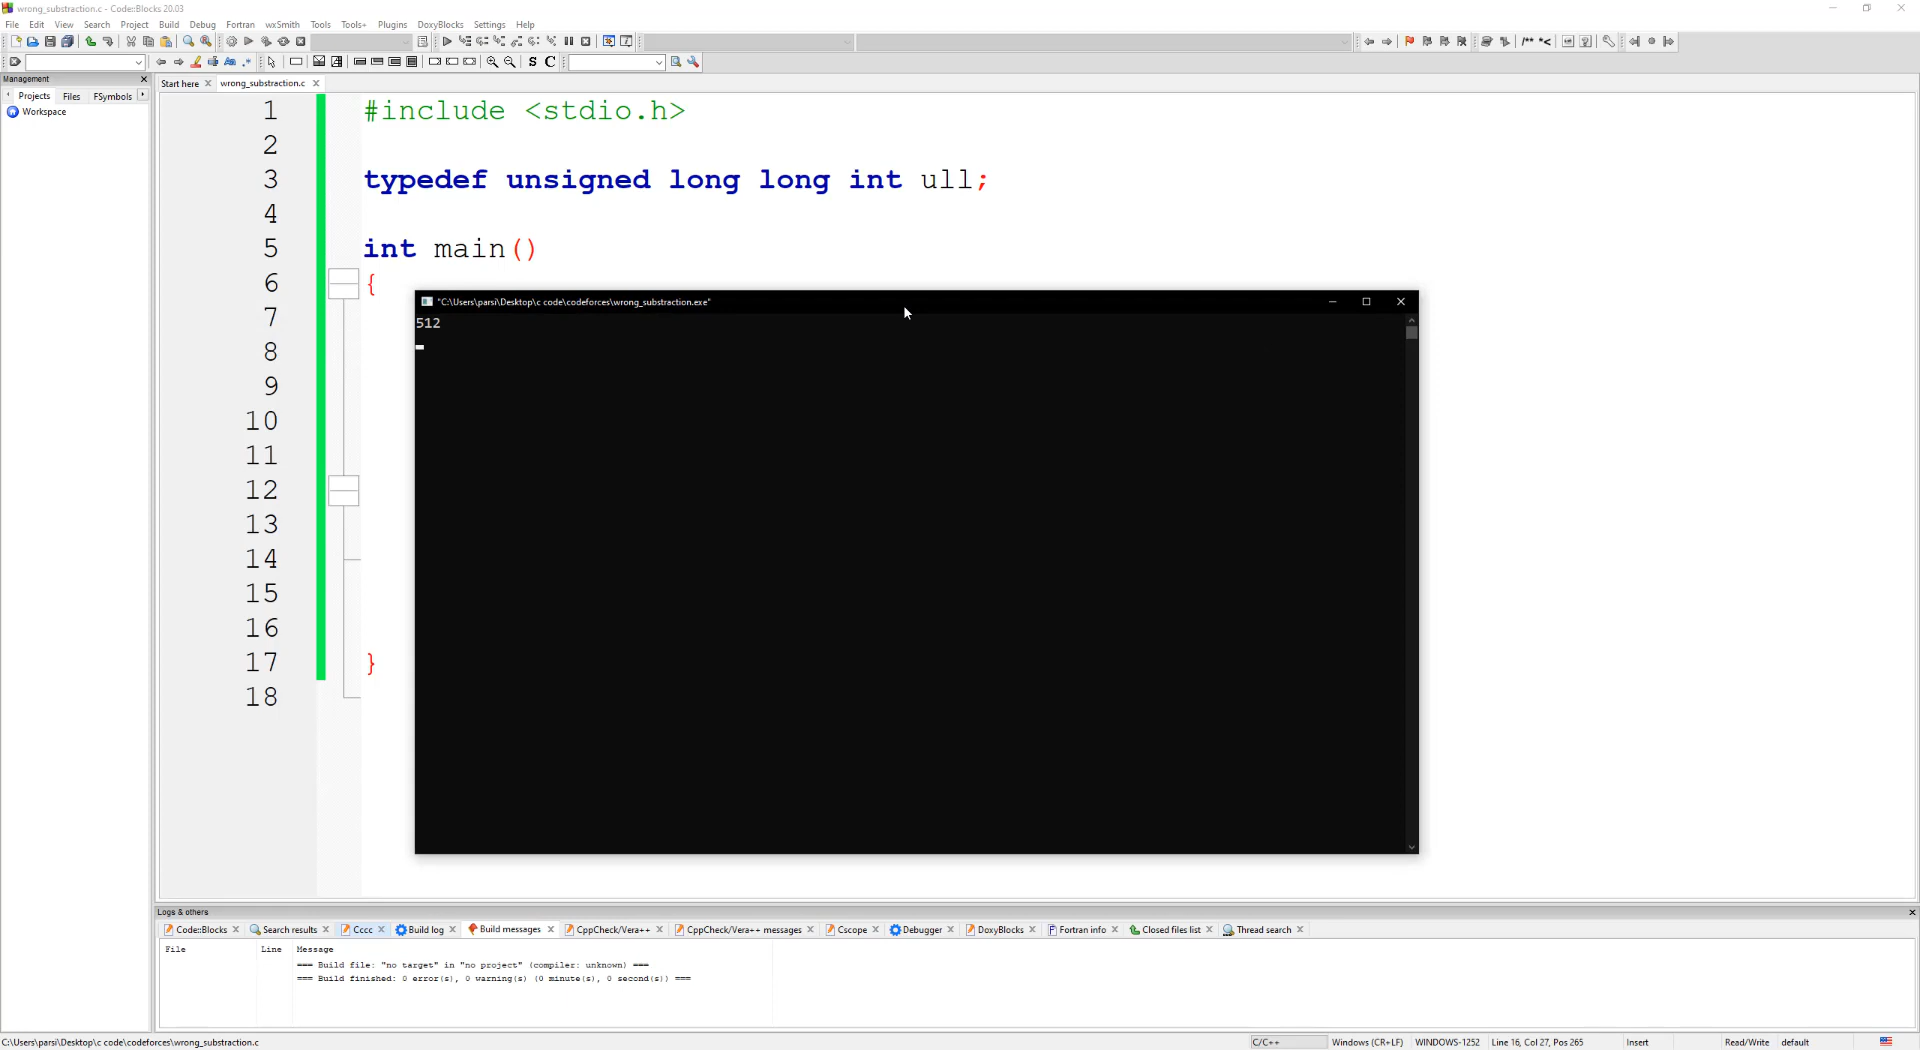 wrong_substraction.c - Code::Blocks 20.03
File Edit View Search Project Build Debug Fortran wxSmith Tools Tools+ Plugins DoxyBlocks Settings Help
/** *<
S C
Management
Projects Files FSymbols
Workspace
Start here wrong_substraction.c
1 #include <stdio.h>
2
3 typedef unsigned long long int ull;
4
5 int main()
6 {
7
8
9
10
11
12
13
14
15
16
17 }
18
"C:\Users\parsi\Desktop\c code\codeforces\wrong_substraction.exe"
512
Logs & others
Code::Blocks Search results Cccc Build log Build messages CppCheck/Vera++ CppCheck/Vera++ messages Cscope Debugger DoxyBlocks Fortran info Closed files list Thread search
File Line Message
=== Build file: "no target" in "no project" (compiler: unknown) ===
=== Build finished: 0 error(s), 0 warning(s) (0 minute(s), 0 second(s)) ===
C:\Users\parsi\Desktop\c code\codeforces\wrong_substraction.c C/C++ Windows (CR+LF) WINDOWS-1252 Line 16, Col 27, Pos 265 Insert Read/Write default